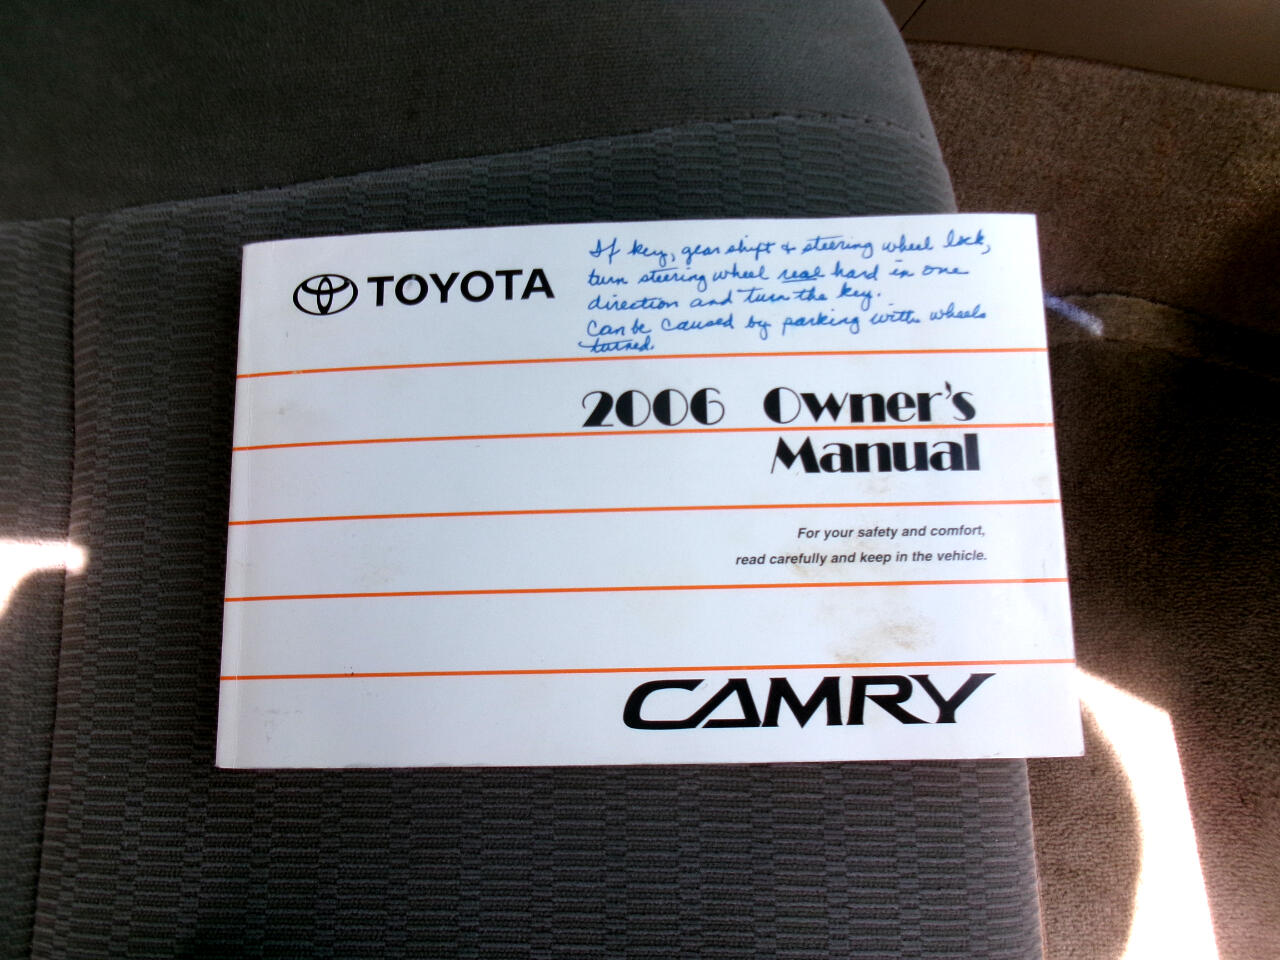 If key, gear shift & steering wheel lock,
turn steering wheel real hard in one
direction and turn the key.
Can be caused by parking with wheels
turned.
TOYOTA
2006 Owner's
Manual
For your safety and comfort,
read carefully and keep in the vehicle.
CAMRY